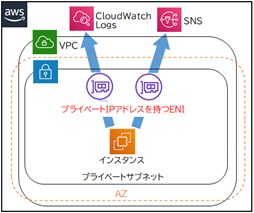 aws
CloudWatch
Logs
SNS
VPC
プライベートIPアドレスを持つENI
インスタンス
プライベートサブネット
AZ